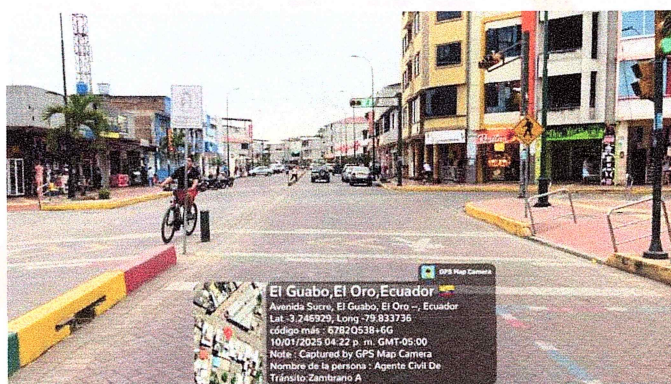 GPS Map Camera
El Guabo,El Oro,Ecuador
Avenida Sucre, El Guabo, El Oro –, Ecuador
Lat -3.246929, Long -79.833736
código más : 6782Q538+6G
10/01/2025 04:22 p. m. GMT-05:00
Note : Captured by GPS Map Camera
Nombre de la persona : Agente Civil De
Tránsito:Zambrano A